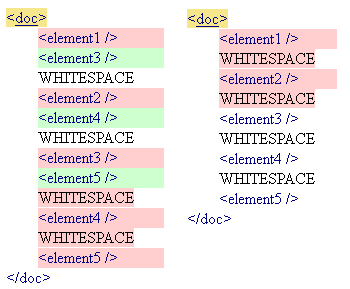 <doc>
<element1 />
<element3 />
WHITESPACE
<element2 />
<element4 />
WHITESPACE
<element3 />
<element5 />
WHITESPACE
<element4 />
WHITESPACE
<element5 />
</doc>
<doc>
<element1 />
WHITESPACE
<element2 />
WHITESPACE
<element3 />
WHITESPACE
<element4 />
WHITESPACE
<element5 />
</doc>